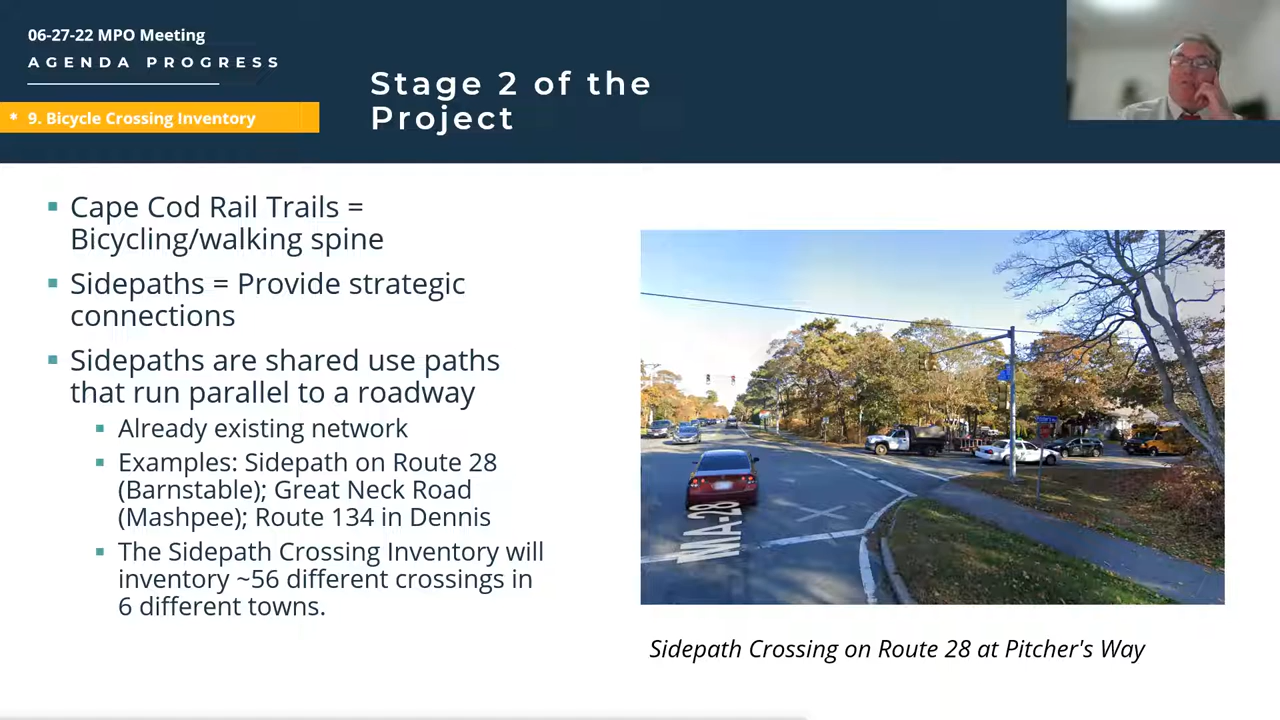 06-27-22 MPO Meeting
AGENDA PROGRESS
* 9. Bicycle Crossing Inventory
Stage 2 of the
Project
Cape Cod Rail Trails =
Bicycling/walking spine
Sidepaths = Provide strategic
connections
Sidepaths are shared use paths
that run parallel to a roadway
Already existing network
Examples: Sidepath on Route 28
(Barnstable); Great Neck Road
(Mashpee); Route 134 in Dennis
The Sidepath Crossing Inventory will
inventory ~56 different crossings in
6 different towns.
MA-28
Sidepath Crossing on Route 28 at Pitcher's Way